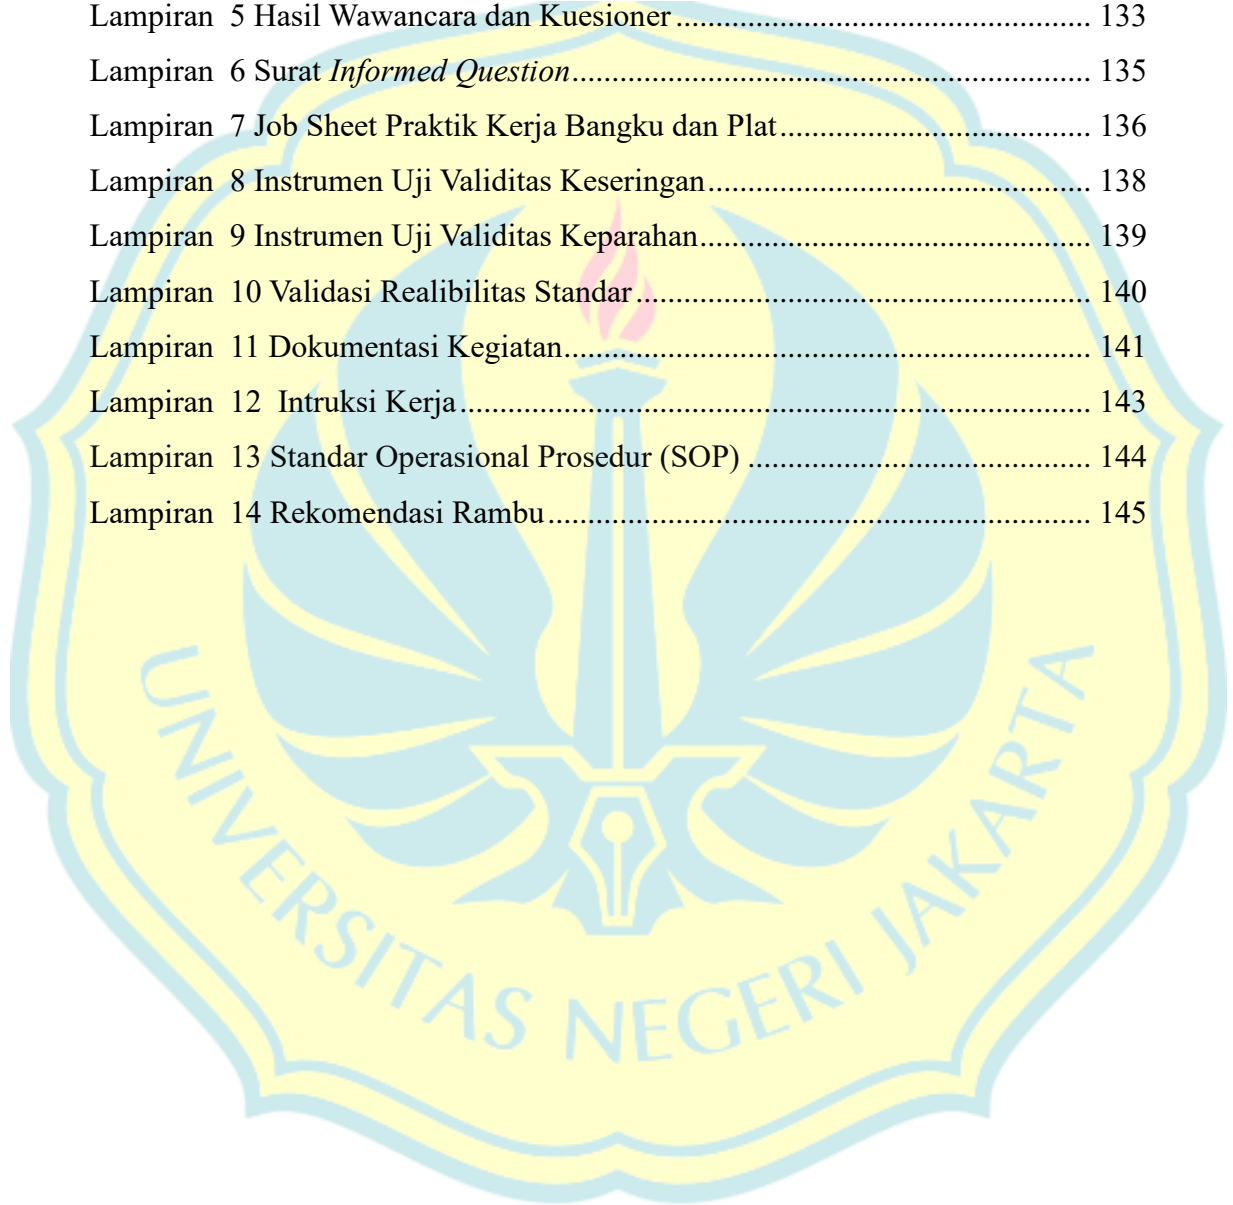 Lampiran  5 Hasil Wawancara dan Kuesioner .................................................... 133
Lampiran  6 Surat Informed Question................................................................. 135
Lampiran  7 Job Sheet Praktik Kerja Bangku dan Plat....................................... 136
Lampiran  8 Instrumen Uji Validitas Keseringan................................................ 138
Lampiran  9 Instrumen Uji Validitas Keparahan................................................. 139
Lampiran  10 Validasi Realibilitas Standar......................................................... 140
Lampiran  11 Dokumentasi Kegiatan.................................................................. 141
Lampiran  12  Intruksi Kerja............................................................................... 143
Lampiran  13 Standar Operasional Prosedur (SOP) ........................................... 144
Lampiran  14 Rekomendasi Rambu.................................................................... 145
UNIVERSITAS NEGERI JAKARTA